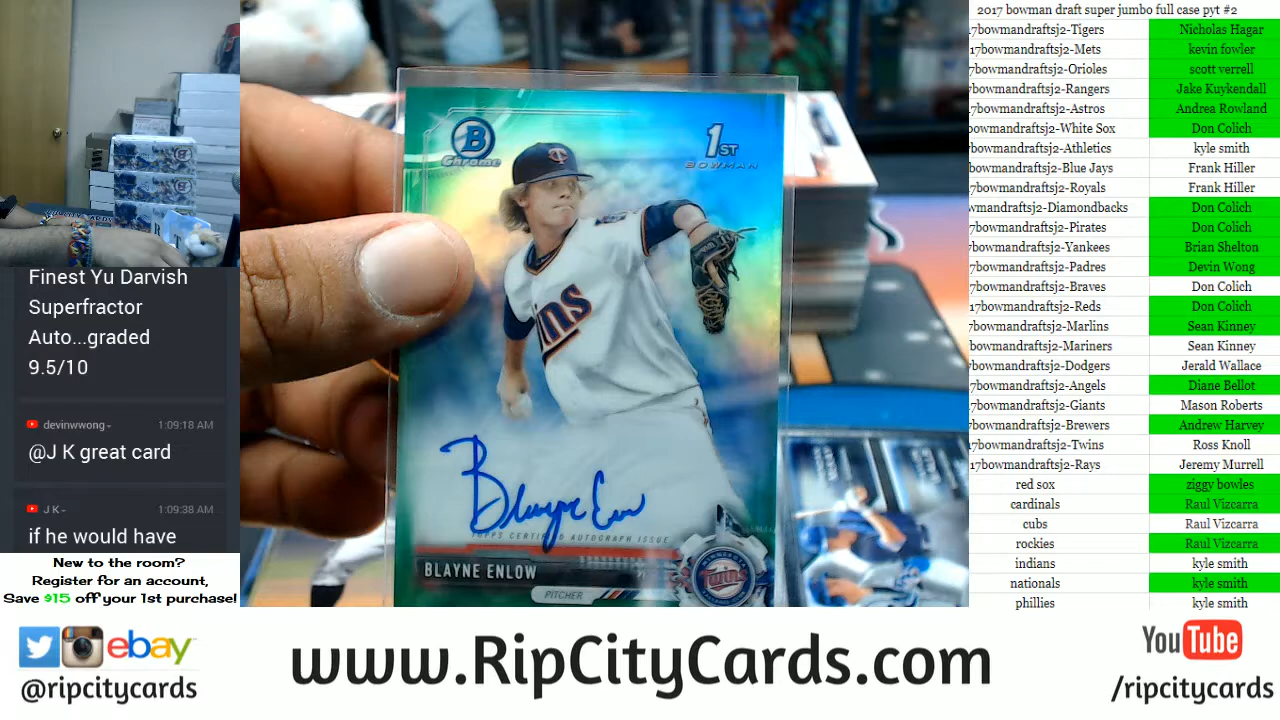 Finest Yu Darvish
Superfractor
Auto...graded
9.5/10
devinwwong
1:09:18 AM
@J K great card
J K
1:09:38 AM
if he would have
New to the room?
Register for an account,
Save $15 off your 1st purchase!
B
Chrome
1ST
BOWMAN
Twins
Blayne Enlow
TOPPS CERTIFIED AUTOGRAPH ISSUE
BLAYNE ENLOW
PITCHER
MINNESOTA
Twins
2017 bowman draft super jumbo full case pyt #2
17bowmandraftsj2-Tigers Nicholas Hagar
7bowmandraftsj2-Mets kevin fowler
7bowmandraftsj2-Orioles scott verrell
7bowmandraftsj2-Rangers Jake Kuykendall
7bowmandraftsj2-Astros Andrea Rowland
bowmandraftsj2-White Sox Don Colich
7bowmandraftsj2-Athletics kyle smith
bowmandraftsj2-Blue Jays Frank Hiller
7bowmandraftsj2-Royals Frank Hiller
wmandraftsj2-Diamondbacks Don Colich
7bowmandraftsj2-Pirates Don Colich
7bowmandraftsj2-Yankees Brian Shelton
7bowmandraftsj2-Padres Devin Wong
7bowmandraftsj2-Braves Don Colich
17bowmandraftsj2-Reds Don Colich
7bowmandraftsj2-Marlins Sean Kinney
bowmandraftsj2-Mariners Sean Kinney
7bowmandraftsj2-Dodgers Jerald Wallace
7bowmandraftsj2-Angels Diane Bellot
7bowmandraftsj2-Giants Mason Roberts
7bowmandraftsj2-Brewers Andrew Harvey
17bowmandraftsj2-Twins Ross Knoll
17bowmandraftsj2-Rays Jeremy Murrell
red sox ziggy bowles
cardinals Raul Vizcarra
cubs Raul Vizcarra
rockies Raul Vizcarra
indians kyle smith
nationals kyle smith
phillies kyle smith
ebay
@ripcitycards
www.RipCityCards.com
YouTube
/ripcitycards